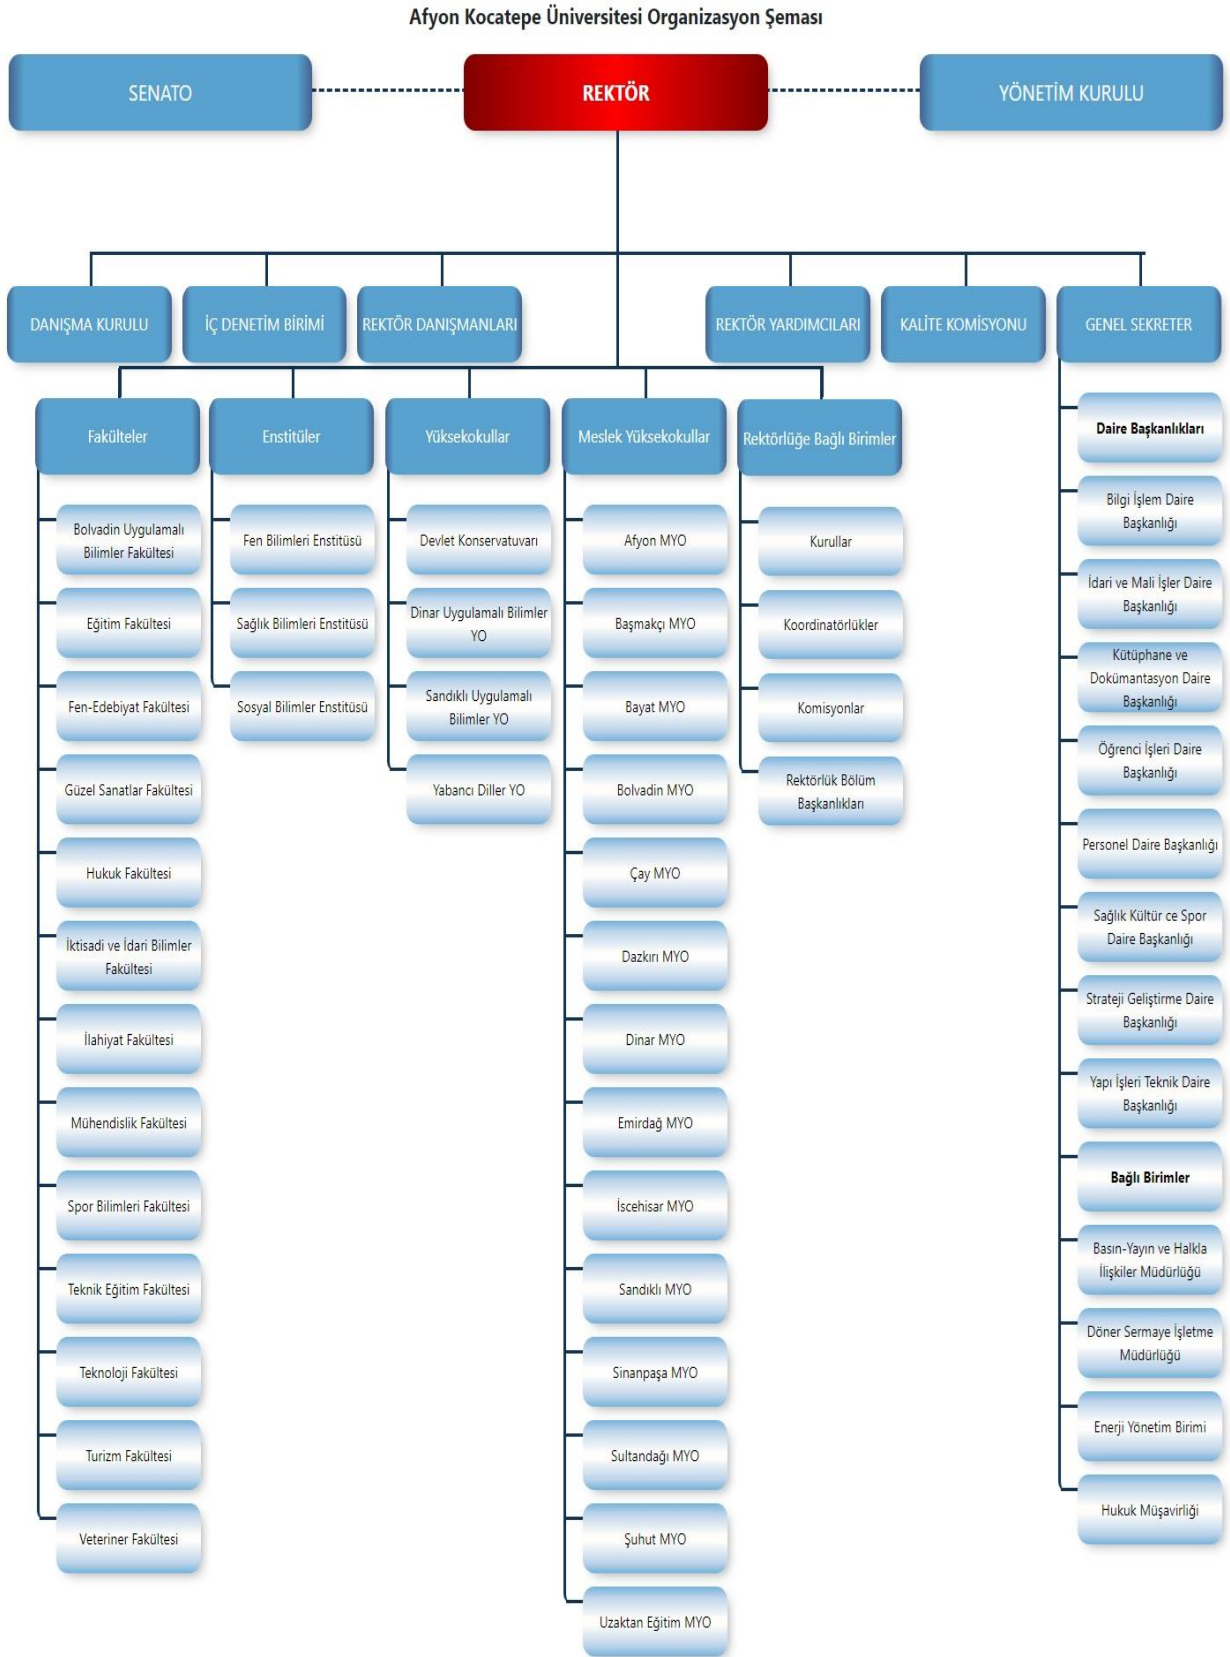 Afyon Kocatepe Üniversitesi Organizasyon Şeması
SENATO
REKTÖR
YÖNETİM KURULU
DANIŞMA KURULU
İÇ DENETİM BİRİMİ
REKTÖR DANIŞMANLARI
REKTÖR YARDIMCILARI
KALİTE KOMİSYONU
GENEL SEKRETER
Fakülteler
Bolvadin Uygulamalı
Bilimler Fakültesi
Eğitim Fakültesi
Fen-Edebiyat Fakültesi
Güzel Sanatlar Fakültesi
Hukuk Fakültesi
İktisadi ve İdari Bilimler
Fakültesi
İlahiyat Fakültesi
Mühendislik Fakültesi
Spor Bilimleri Fakültesi
Teknik Eğitim Fakültesi
Teknoloji Fakültesi
Turizm Fakültesi
Veteriner Fakültesi
Enstitüler
Fen Bilimleri Enstitüsü
Sağlık Bilimleri Enstitüsü
Sosyal Bilimler Enstitüsü
Yüksekokullar
Devlet Konservatuvarı
Dinar Uygulamalı Bilimler
YO
Sandıklı Uygulamalı
Bilimler YO
Yabancı Diller YO
Meslek Yüksekokullar
Afyon MYO
Başmakçı MYO
Bayat MYO
Bolvadin MYO
Çay MYO
Dazkırı MYO
Dinar MYO
Emirdağ MYO
İscehisar MYO
Sandıklı MYO
Sinanpaşa MYO
Sultandağı MYO
Şuhut MYO
Uzaktan Eğitim MYO
Rektörlüğe Bağlı Birimler
Kurullar
Koordinatörlükler
Komisyonlar
Rektörlük Bölüm
Başkanlıkları
Daire Başkanlıkları
Bilgi İşlem Daire
Başkanlığı
İdari ve Mali İşler Daire
Başkanlığı
Kütüphane ve
Dokümantasyon Daire
Başkanlığı
Öğrenci İşleri Daire
Başkanlığı
Personel Daire Başkanlığı
Sağlık Kültür ce Spor
Daire Başkanlığı
Strateji Geliştirme Daire
Başkanlığı
Yapı İşleri Teknik Daire
Başkanlığı
Bağlı Birimler
Basın-Yayın ve Halkla
İlişkiler Müdürlüğü
Döner Sermaye İşletme
Müdürlüğü
Enerji Yönetim Birimi
Hukuk Müşavirliği